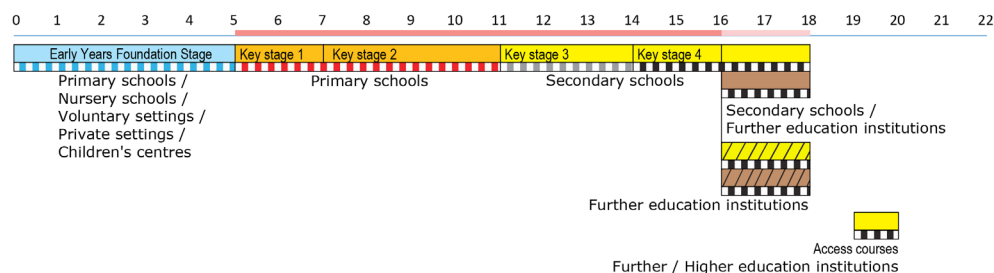 0 1 2 3 4 5 6 7 8 9 10 11 12 13 14 15 16 17 18 19 20 21 22
Early Years Foundation Stage Key stage 1 Key stage 2 Key stage 3 Key stage 4
Primary schools /
Nursery schools /
Voluntary settings /
Private settings /
Children's centres
Primary schools
Secondary schools
Secondary schools /
Further education institutions
Further education institutions
Access courses
Further / Higher education institutions